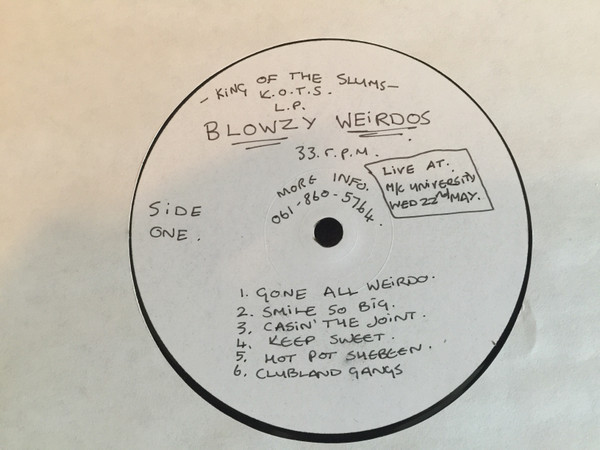 - KiNG OF THE SLUMS -
K.O.T.S.
L.P.
BLOWZY WEiRDOS.
33.r.P.M.
MORE INFO.
061-860-5764.
LiVE AT.
M/C UNiVERSiTY
WED 22nd MAY.
SiDE
ONE.
1. GONE ALL WEiRDO.
2. SMiLE SO BiG.
3. CASiN' THE JOiNT.
4. KEEP SWEET.
5. HOT POT SHEBEEN.
6. CLUBLAND GANGS